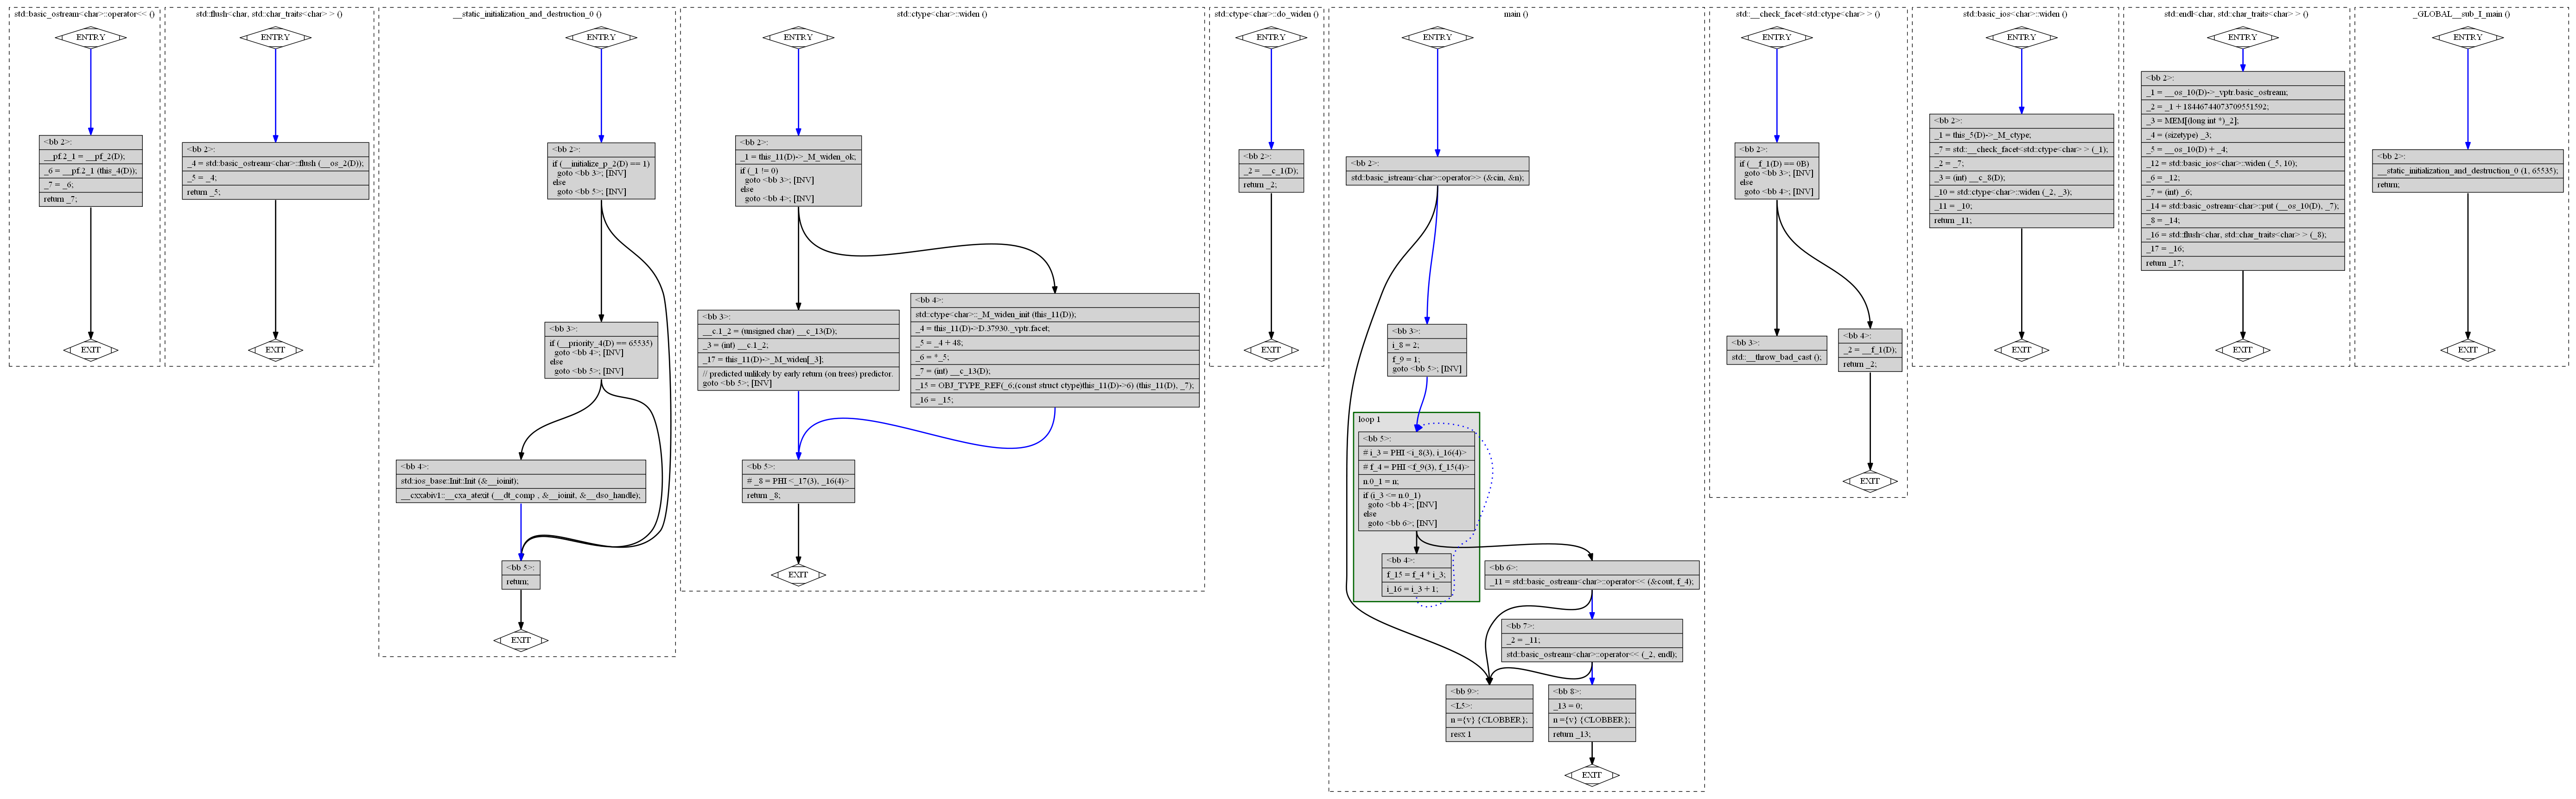 std::basic_ostream<char>::operator<< ()
ENTRY
<bb 2>:
__pf.2_1 = __pf_2(D);
_6 = __pf.2_1 (this_4(D));
_7 = _6;
return _7;
EXIT
std::flush<char, std::char_traits<char> > ()
ENTRY
<bb 2>:
_4 = std::basic_ostream<char>::flush (__os_2(D));
_5 = _4;
return _5;
EXIT
__static_initialization_and_destruction_0 ()
ENTRY
<bb 2>:
if (__initialize_p_2(D) == 1)
goto <bb 3>; [INV]
else
goto <bb 5>; [INV]
<bb 3>:
if (__priority_4(D) == 65535)
goto <bb 4>; [INV]
else
goto <bb 5>; [INV]
<bb 4>:
std::ios_base::Init::Init (&__ioinit);
__cxxabiv1::__cxa_atexit (__dt_comp , &__ioinit, &__dso_handle);
<bb 5>:
return;
EXIT
std::ctype<char>::widen ()
ENTRY
<bb 2>:
_1 = this_11(D)->_M_widen_ok;
if (_1 != 0)
goto <bb 3>; [INV]
else
goto <bb 4>; [INV]
<bb 3>:
__c.1_2 = (unsigned char) __c_13(D);
_3 = (int) __c.1_2;
_17 = this_11(D)->_M_widen[_3];
// predicted unlikely by early return (on trees) predictor.
goto <bb 5>; [INV]
<bb 4>:
std::ctype<char>::_M_widen_init (this_11(D));
_4 = this_11(D)->D.37930._vptr.facet;
_5 = _4 + 48;
_6 = *_5;
_7 = (int) __c_13(D);
_15 = OBJ_TYPE_REF(_6;(const struct ctype)this_11(D)->6) (this_11(D), _7);
_16 = _15;
<bb 5>:
# _8 = PHI <_17(3), _16(4)>
return _8;
EXIT
std::ctype<char>::do_widen ()
ENTRY
<bb 2>:
_2 = __c_1(D);
return _2;
EXIT
main ()
ENTRY
<bb 2>:
std::basic_istream<char>::operator>> (&cin, &n);
<bb 3>:
i_8 = 2;
f_9 = 1;
goto <bb 5>; [INV]
loop 1
<bb 5>:
# i_3 = PHI <i_8(3), i_16(4)>
# f_4 = PHI <f_9(3), f_15(4)>
n.0_1 = n;
if (i_3 <= n.0_1)
goto <bb 4>; [INV]
else
goto <bb 6>; [INV]
<bb 4>:
f_15 = f_4 * i_3;
i_16 = i_3 + 1;
<bb 6>:
_11 = std::basic_ostream<char>::operator<< (&cout, f_4);
<bb 7>:
_2 = _11;
std::basic_ostream<char>::operator<< (_2, endl);
<bb 9>:
<L5>:
n ={v} {CLOBBER};
resx 1
<bb 8>:
_13 = 0;
n ={v} {CLOBBER};
return _13;
EXIT
std::__check_facet<std::ctype<char> > ()
ENTRY
<bb 2>:
if (__f_1(D) == 0B)
goto <bb 3>; [INV]
else
goto <bb 4>; [INV]
<bb 3>:
std::__throw_bad_cast ();
<bb 4>:
_2 = __f_1(D);
return _2;
EXIT
std::basic_ios<char>::widen ()
ENTRY
<bb 2>:
_1 = this_5(D)->_M_ctype;
_7 = std::__check_facet<std::ctype<char> > (_1);
_2 = _7;
_3 = (int) __c_8(D);
_10 = std::ctype<char>::widen (_2, _3);
_11 = _10;
return _11;
EXIT
std::endl<char, std::char_traits<char> > ()
ENTRY
<bb 2>:
_1 = __os_10(D)->_vptr.basic_ostream;
_2 = _1 + 18446744073709551592;
_3 = MEM[(long int *)_2];
_4 = (sizetype) _3;
_5 = __os_10(D) + _4;
_12 = std::basic_ios<char>::widen (_5, 10);
_6 = _12;
_7 = (int) _6;
_14 = std::basic_ostream<char>::put (__os_10(D), _7);
_8 = _14;
_16 = std::flush<char, std::char_traits<char> > (_8);
_17 = _16;
return _17;
EXIT
_GLOBAL__sub_I_main ()
ENTRY
<bb 2>:
__static_initialization_and_destruction_0 (1, 65535);
return;
EXIT